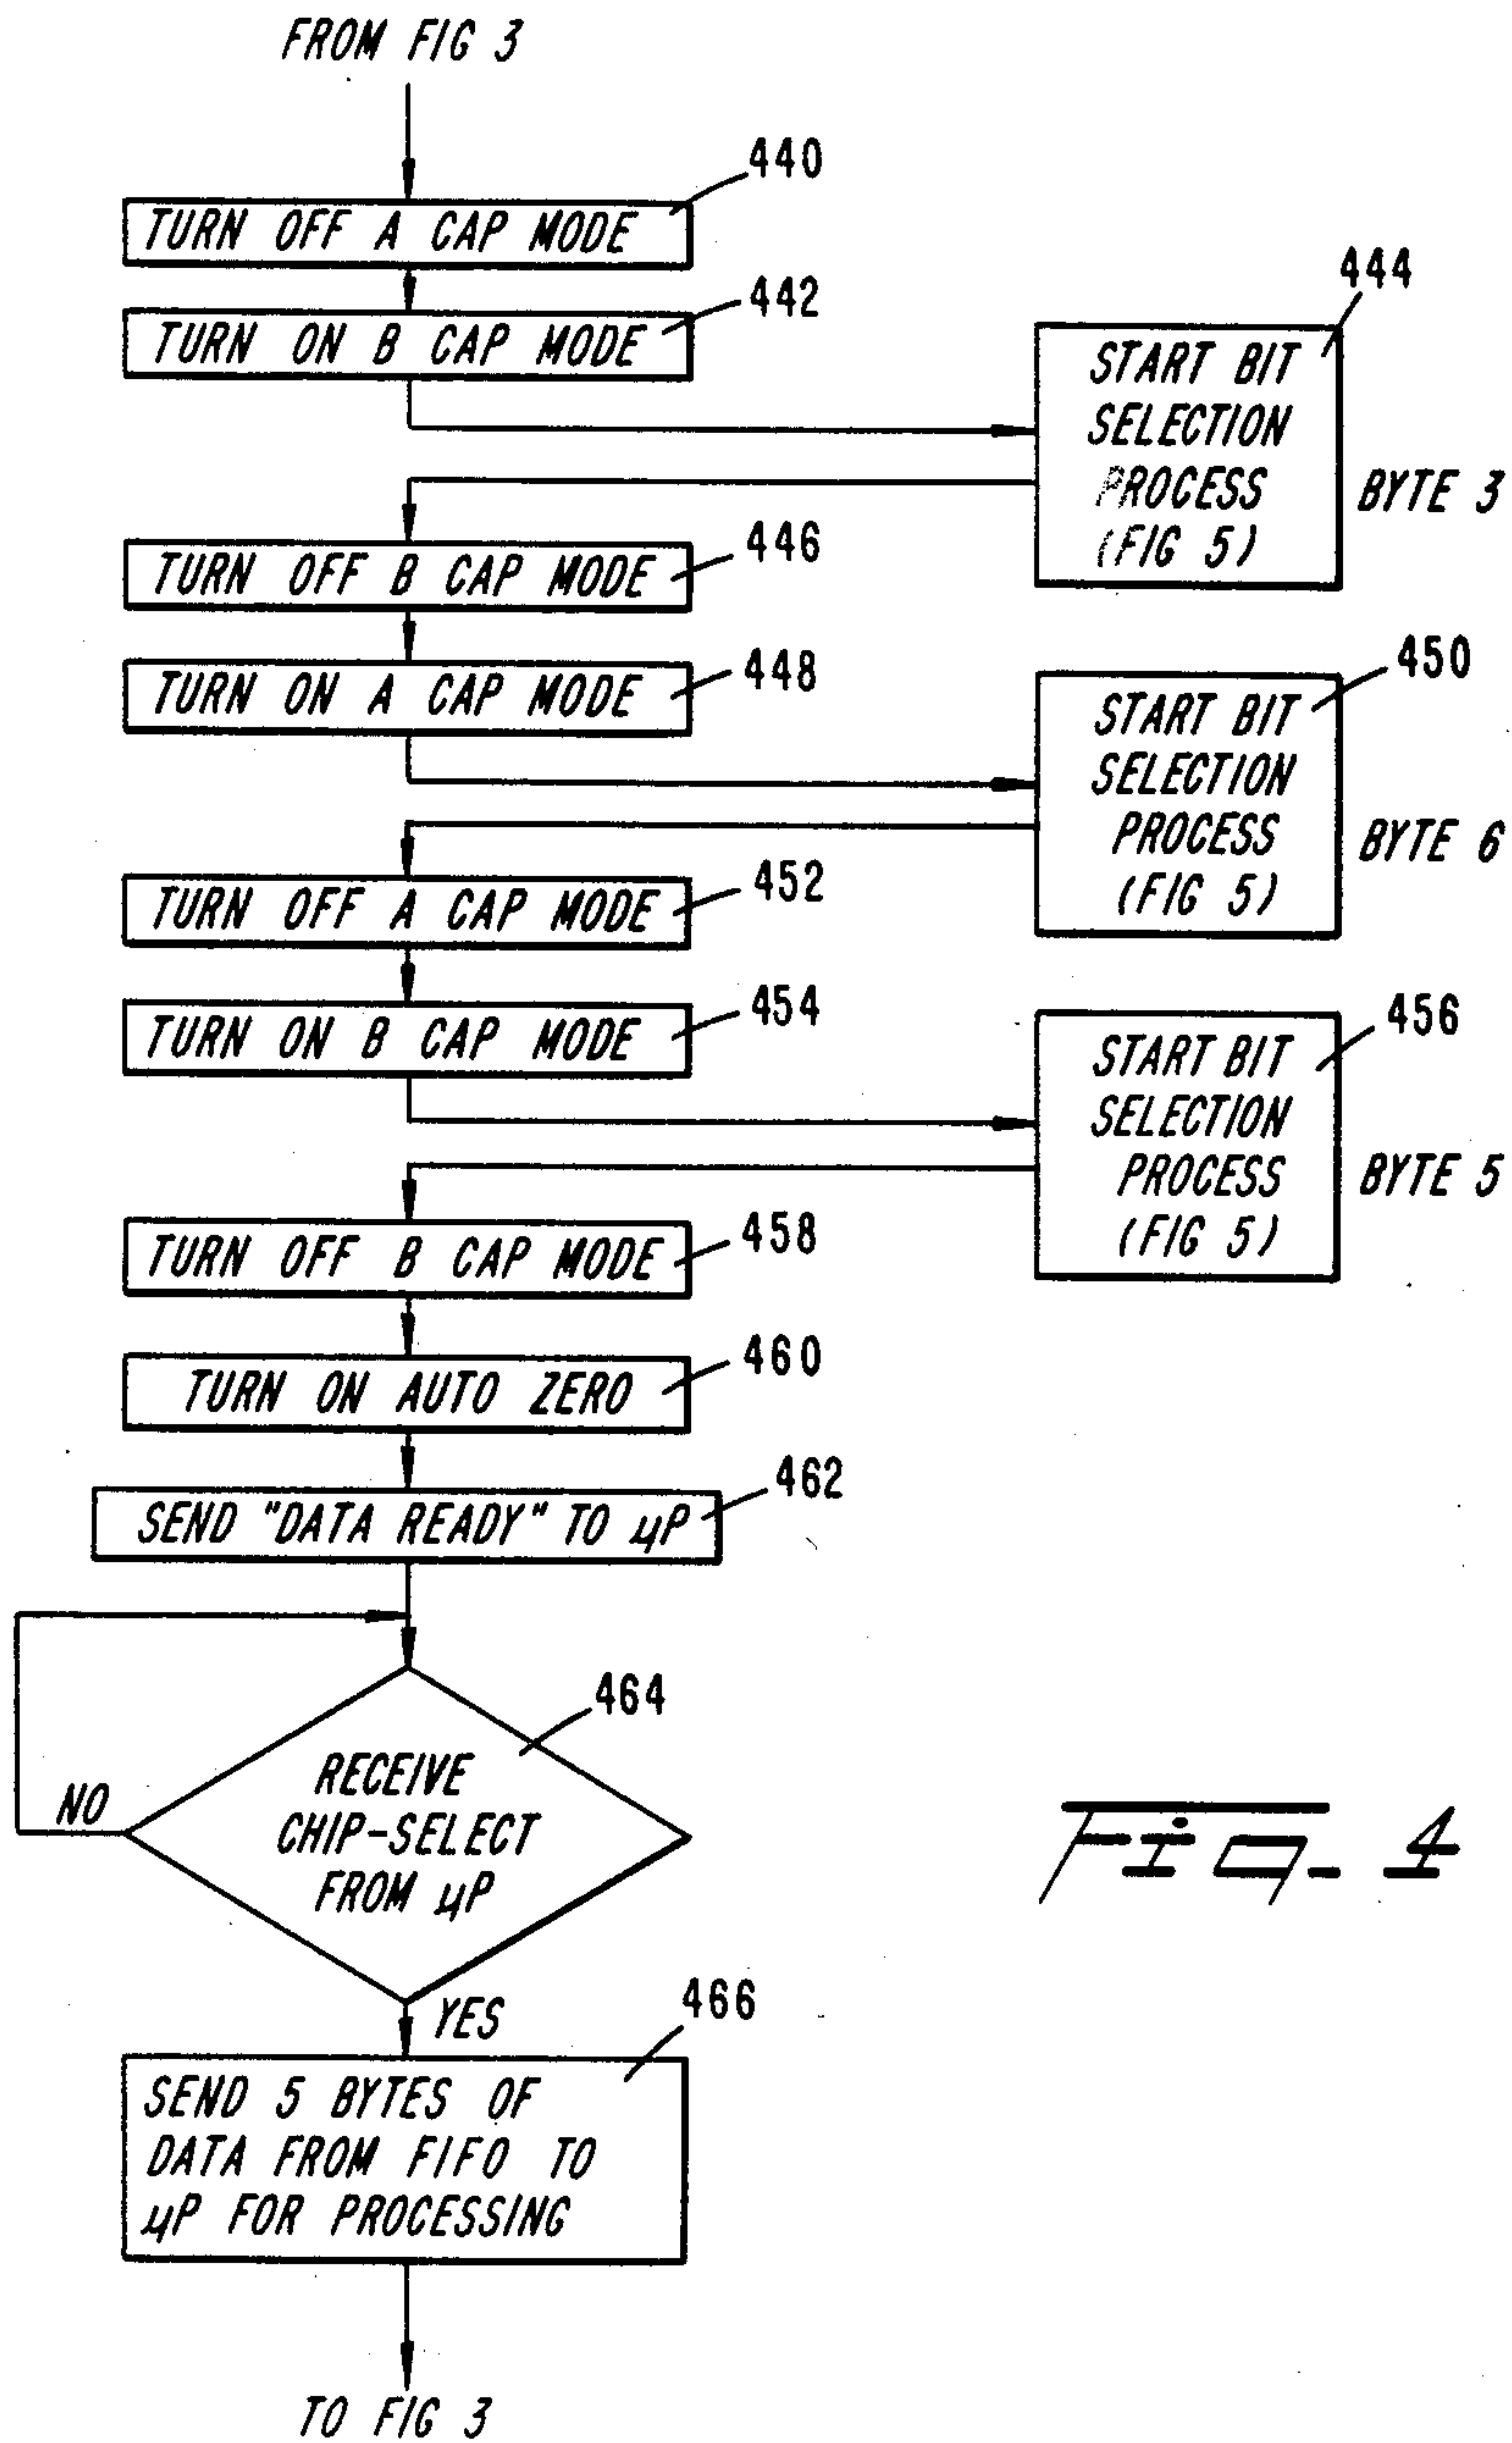 FROM FIG 3
440
TURN OFF A CAP MODE
442
TURN ON B CAP MODE
444
START BIT
SELECTION
PROCESS
(FIG 5)
BYTE 3
446
TURN OFF B CAP MODE
448
TURN ON A CAP MODE
450
START BIT
SELECTION
PROCESS
(FIG 5)
BYTE 6
452
TURN OFF A CAP MODE
454
TURN ON B CAP MODE
456
START BIT
SELECTION
PROCESS
(FIG 5)
BYTE 5
458
TURN OFF B CAP MODE
460
TURN ON AUTO ZERO
462
SEND "DATA READY" TO µP
464
RECEIVE
CHIP-SELECT
FROM µP
NO
YES
466
SEND 5 BYTES OF
DATA FROM FIFO TO
µP FOR PROCESSING
TO FIG 3
Fig. 4